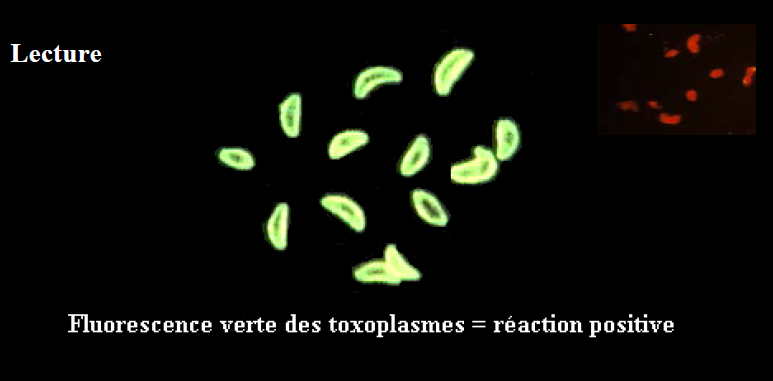 Lecture
Fluorescence verte des toxoplasmes = réaction positive